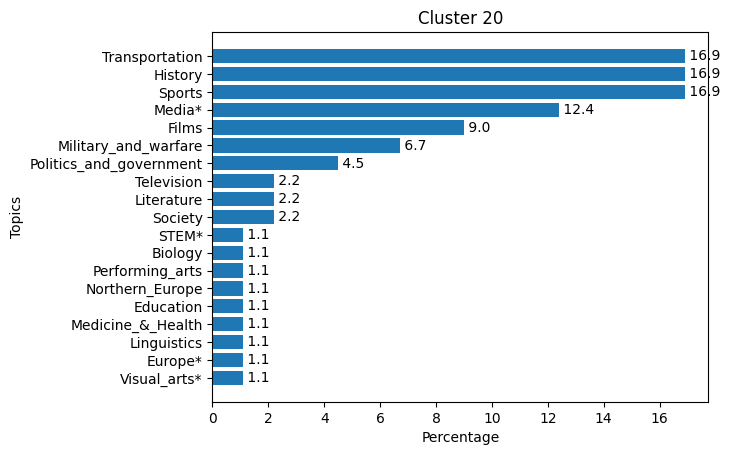 Cluster 20
Transportation 16.9
History 16.9
Sports 16.9
Media* 12.4
Films 9.0
Military_and_warfare 6.7
Politics_and_government 4.5
Television 2.2
Literature 2.2
Society 2.2
STEM* 1.1
Biology 1.1
Performing_arts 1.1
Northern_Europe 1.1
Education 1.1
Medicine_&_Health 1.1
Linguistics 1.1
Europe* 1.1
Visual_arts* 1.1
Topics
0 2 4 6 8 10 12 14 16
Percentage